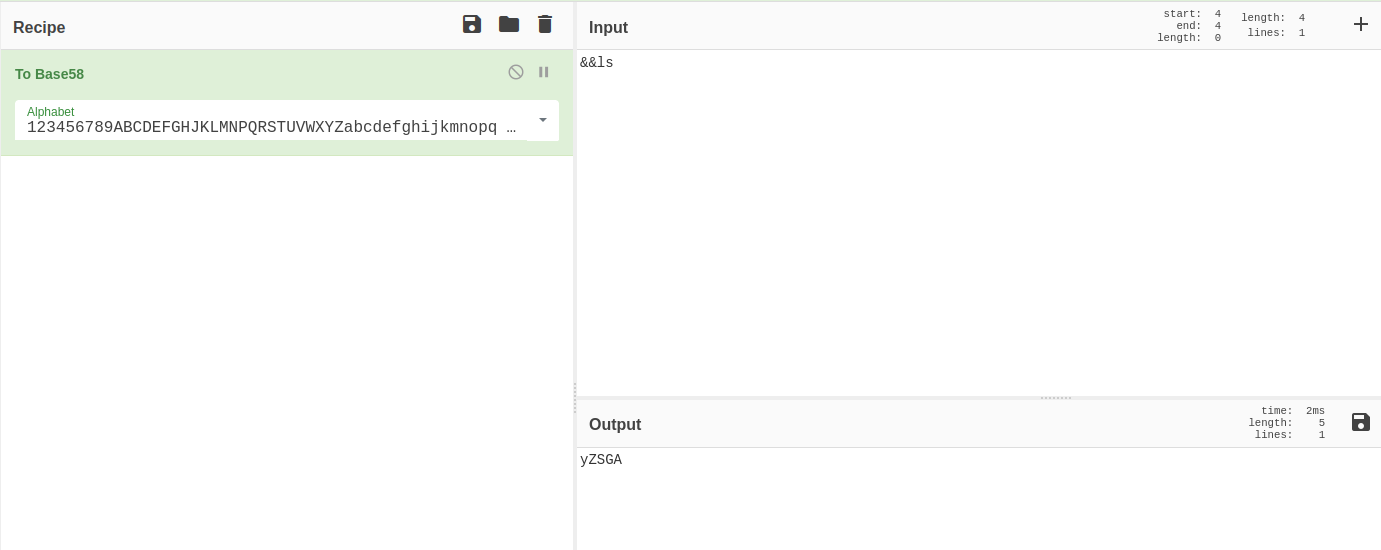 Recipe
To Base58
Alphabet
123456789ABCDEFGHJKLMNPQRSTUVWXYZabcdefghijkmnopq …
Input
start: 4
end: 4
length: 0
length: 4
lines: 1
&&ls
Output
time: 2ms
length: 5
lines: 1
yZSGA